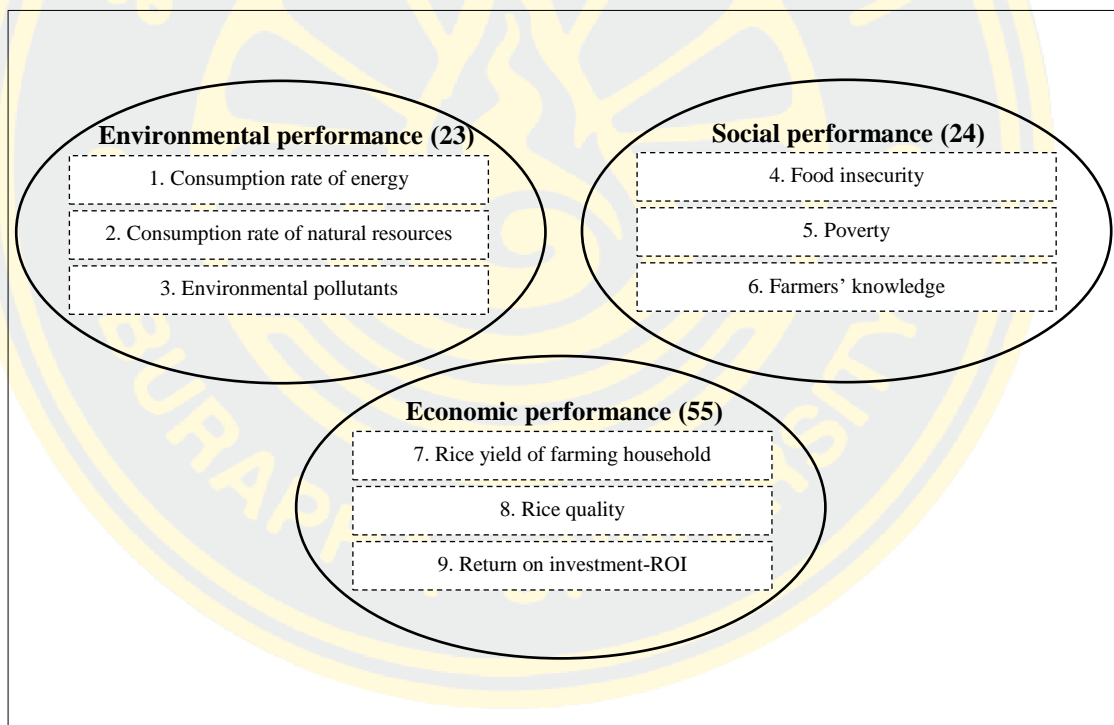 Environmental performance (23)
1. Consumption rate of energy
2. Consumption rate of natural resources
3. Environmental pollutants
Social performance (24)
4. Food insecurity
5. Poverty
6. Farmers’ knowledge
Economic performance (55)
7. Rice yield of farming household
8. Rice quality
9. Return on investment-ROI